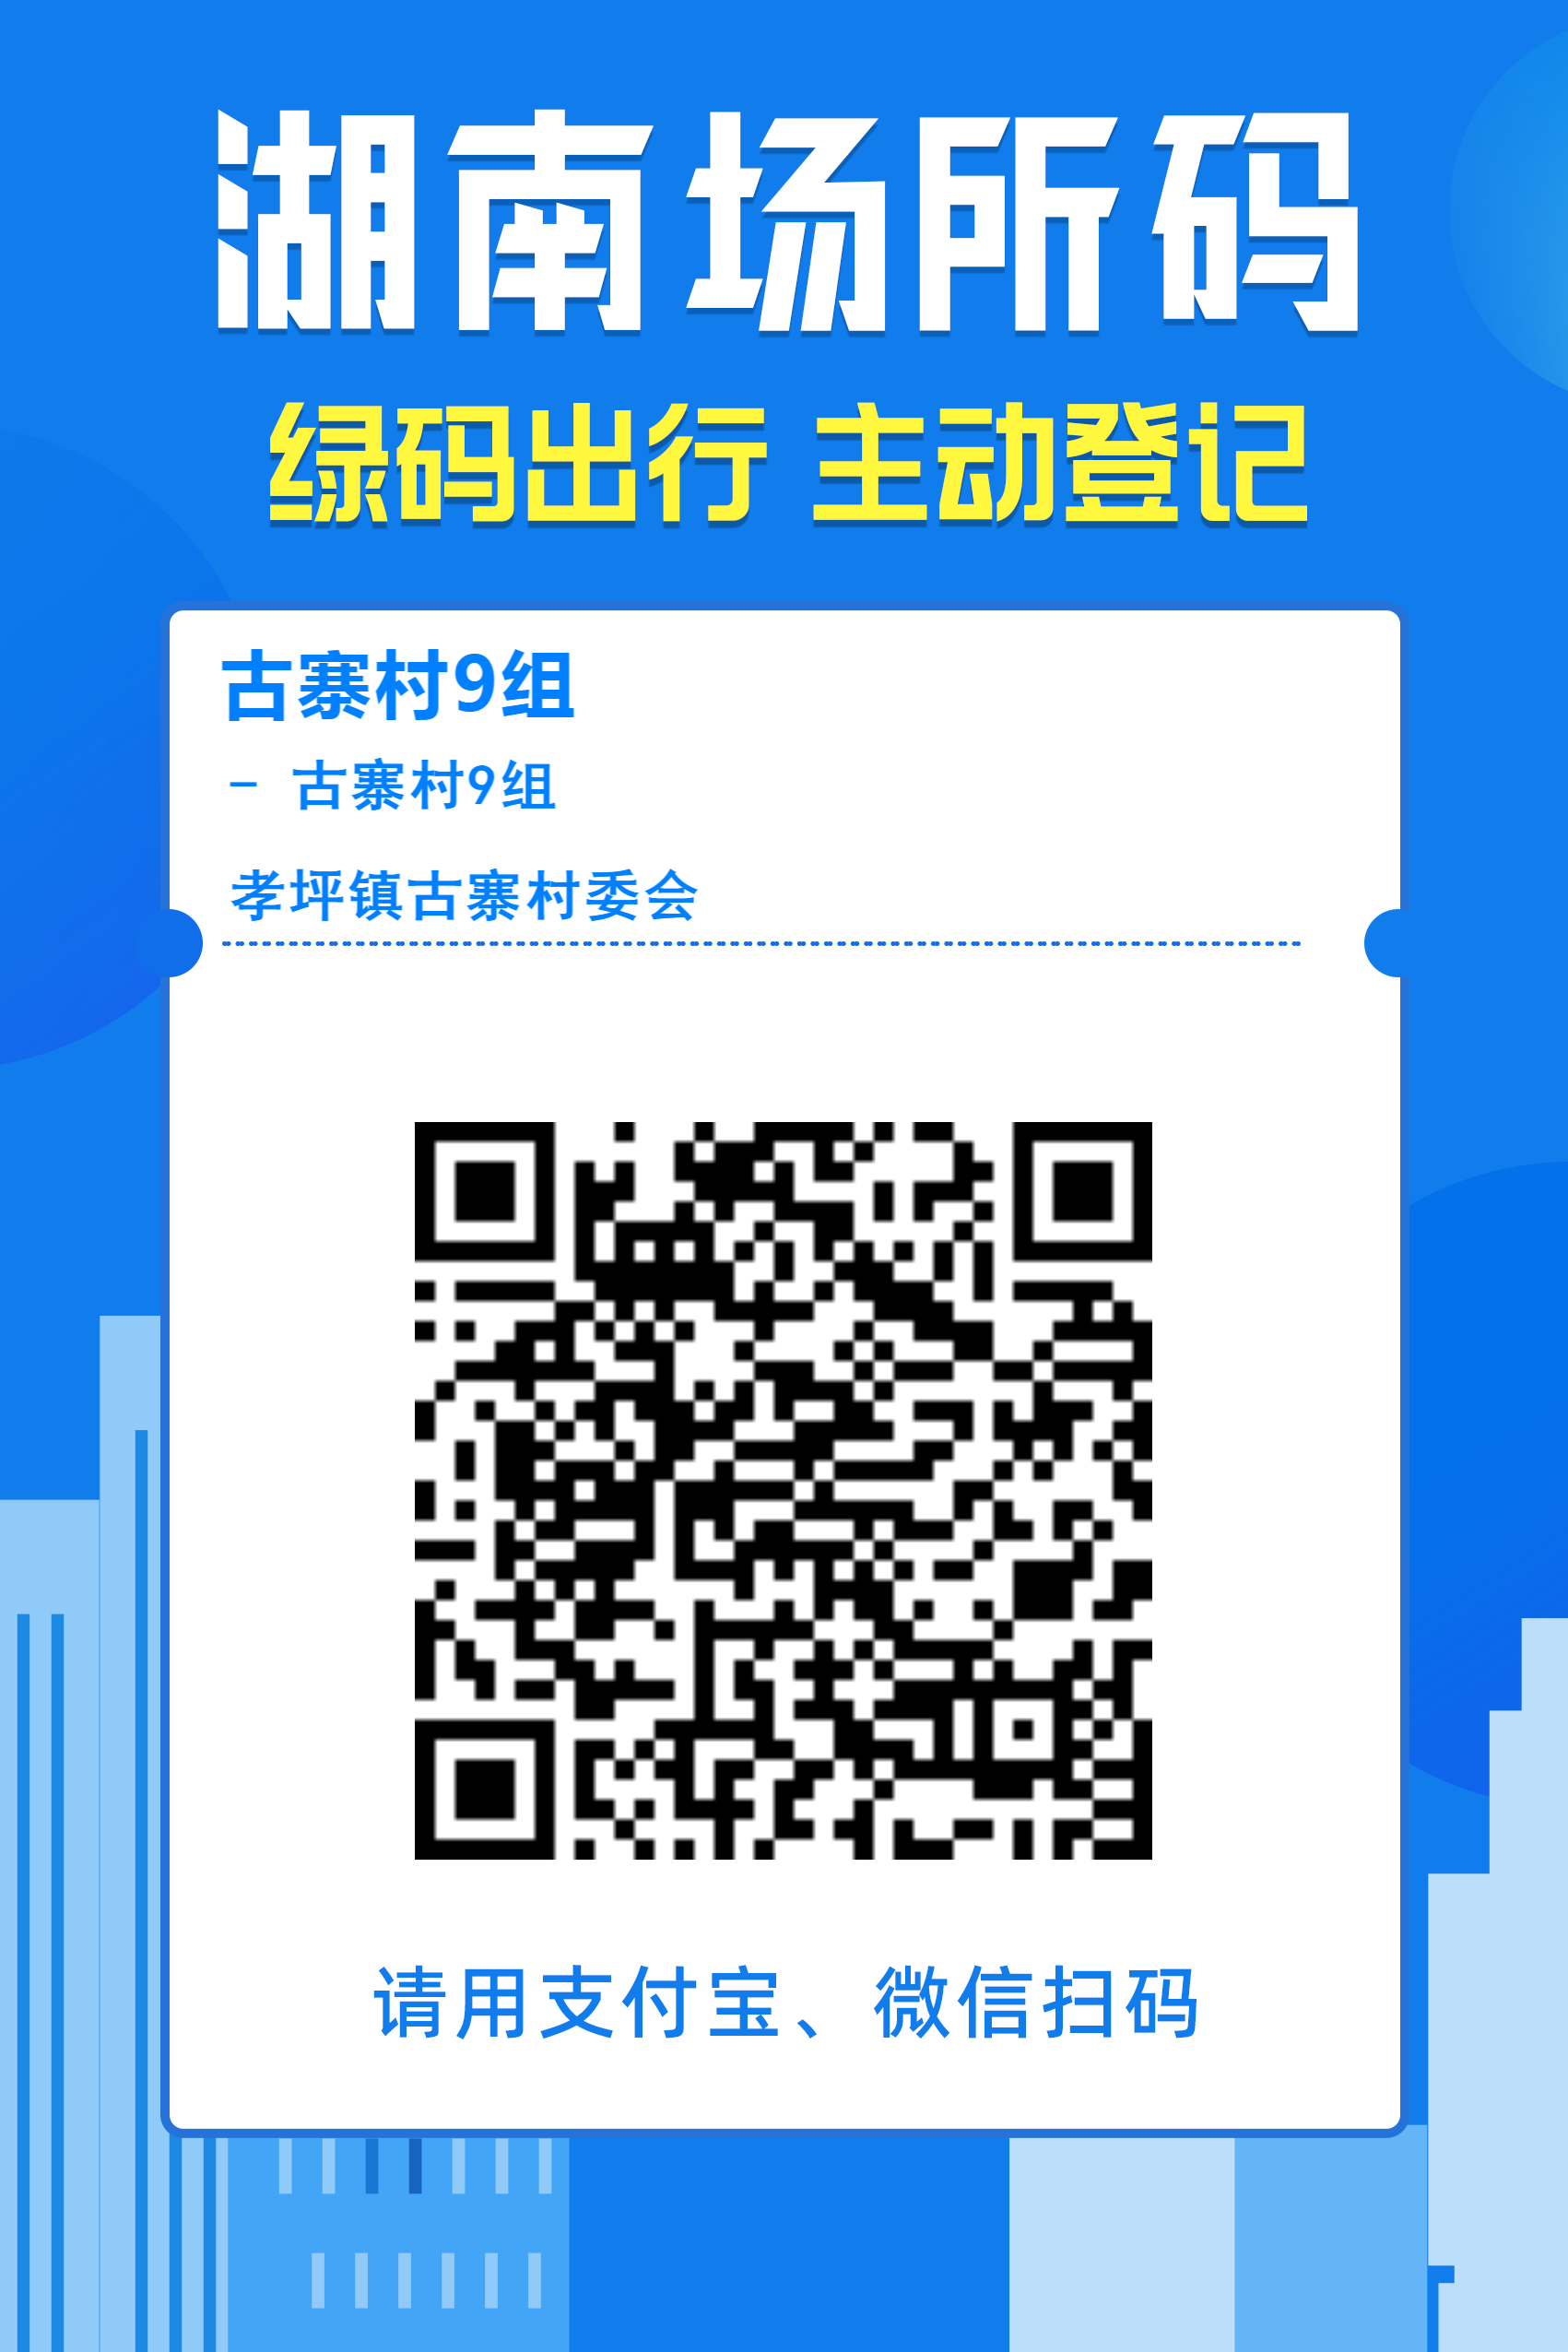 湖南场所码
绿码出行 主动登记
古寨村9组
– 古寨村9组
孝坪镇古寨村委会
请用支付宝、微信扫码